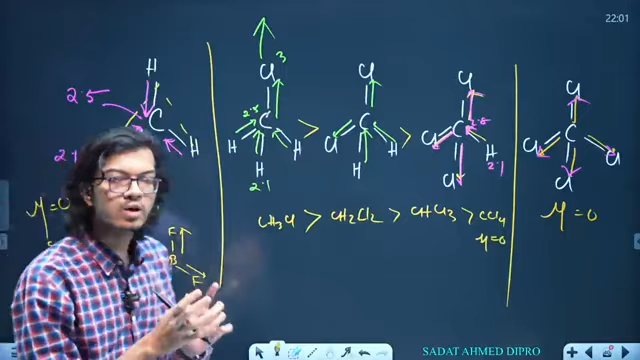 22:01
H
2.5
C
H
2.1
μ=0
F
B
F
Cl
3
2.5
C
H
H
H
2.1
>
Cl
C
Cl
H
H
>
Cl
C
2.5
Cl
H
Cl
2.1
Cl
C
Cl
Cl
Cl
μ=0
CH3Cl > CH2Cl2 > CHCl3 > CCl4
μ=0
SADAT AHMED DIPRO